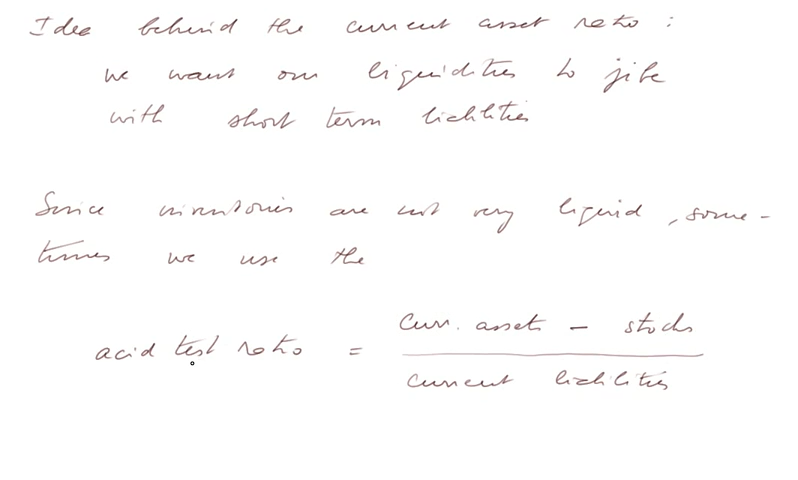 Idea behind the current asset ratio :
we want our liquidities to jibe
with short term liabilities
Since inventories are not very liquid, some-
times we use the
acid test ratio = curr. assets - stocks
current liabilities